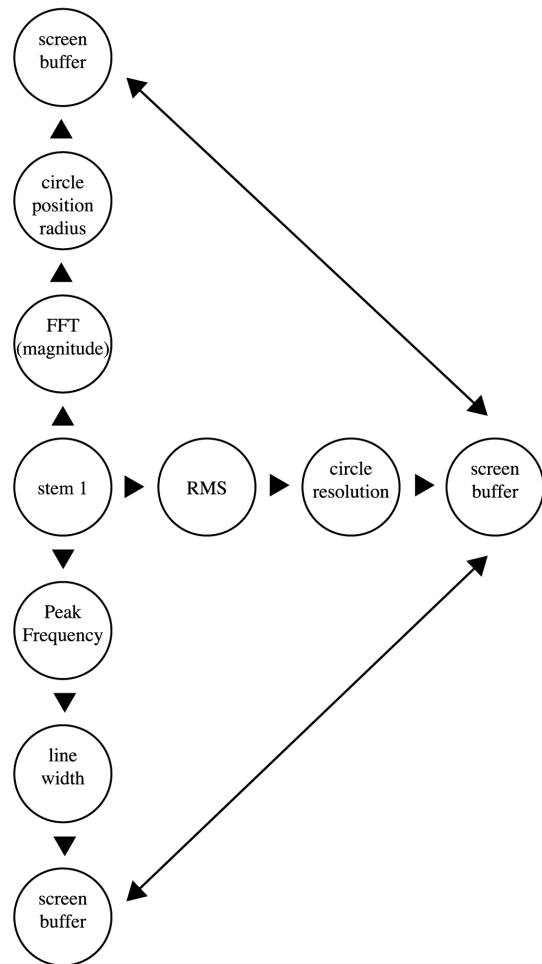 screen
buffer
circle
position
radius
FFT
(magnitude)
stem 1
RMS
circle
resolution
screen
buffer
Peak
Frequency
line
width
screen
buffer